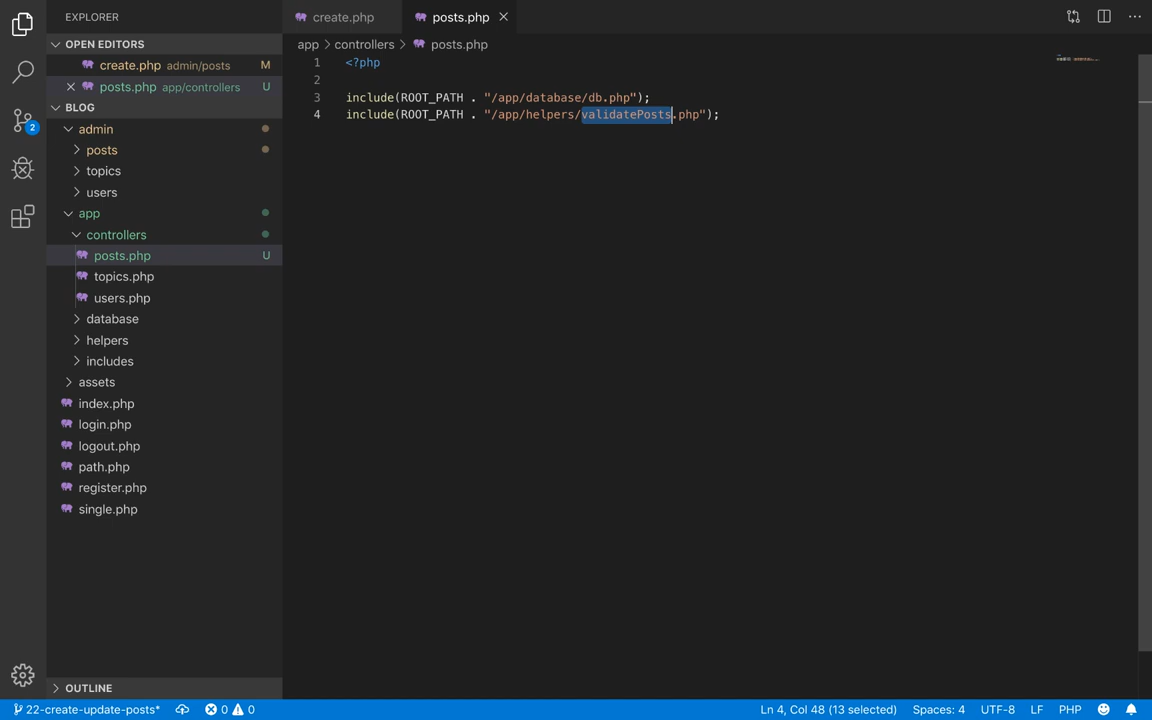 EXPLORER
OPEN EDITORS
create.php admin/posts M
posts.php app/controllers U
BLOG
admin
posts
topics
users
app
controllers
posts.php U
topics.php
users.php
database
helpers
includes
assets
index.php
login.php
logout.php
path.php
register.php
single.php
OUTLINE
create.php
posts.php
app > controllers > posts.php
1 <?php
2
3 include(ROOT_PATH . "/app/database/db.php");
4 include(ROOT_PATH . "/app/helpers/validatePosts.php");
2
22-create-update-posts*
0 0
Ln 4, Col 48 (13 selected)
Spaces: 4
UTF-8
LF
PHP